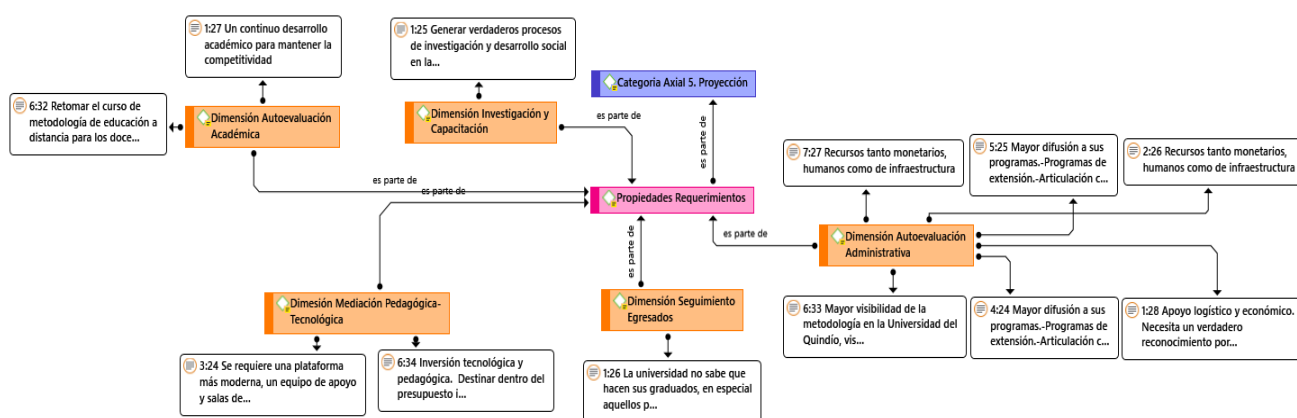 1:27 Un continuo desarrollo
académico para mantener la
competitividad
1:25 Generar verdaderos procesos
de investigación y desarrollo social
en la...
Categoria Axial 5. Proyección
6:32 Retomar el curso de
metodología de educación a
distancia para los doce...
Dimensión Autoevaluación
Académica
Dimensión Investigación y
Capacitación
es parte de
es parte de
7:27 Recursos tanto monetarios,
humanos como de infraestructura
5:25 Mayor difusión a sus
programas.-Programas de
extensión.-Articulación c...
2:26 Recursos tanto monetarios,
humanos como de infraestructura
es parte de
es parte de
Propiedades Requerimientos
es parte de
es parte de
Dimensión Autoevaluación
Administrativa
Dimesión Mediación Pedagógica-
Tecnológica
Dimensión Seguimiento
Egresados
6:33 Mayor visibilidad de la
metodología en la Universidad del
Quindío, vis...
4:24 Mayor difusión a sus
programas.-Programas de
extensión.-Articulación c...
1:28 Apoyo logístico y económico.
Necesita un verdadero
reconocimiento por...
3:24 Se requiere una plataforma
más moderna, un equipo de apoyo
y salas de...
6:34 Inversión tecnológica y
pedagógica. Destinar dentro del
presupuesto i...
1:26 La universidad no sabe que
hacen sus graduados, en especial
aquellos p...